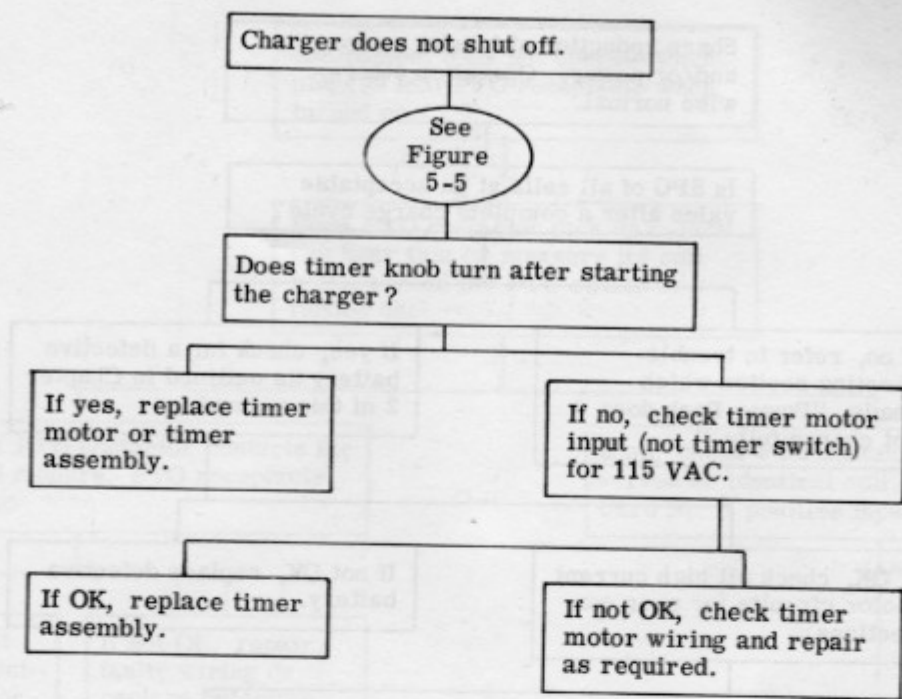 Charger does not shut off.
See
Figure
5-5
Does timer knob turn after starting
the charger?
If yes, replace timer
motor or timer
assembly.
If no, check timer motor
input (not timer switch)
for 115 VAC.
If OK, replace timer
assembly.
If not OK, check timer
motor wiring and repair
as required.